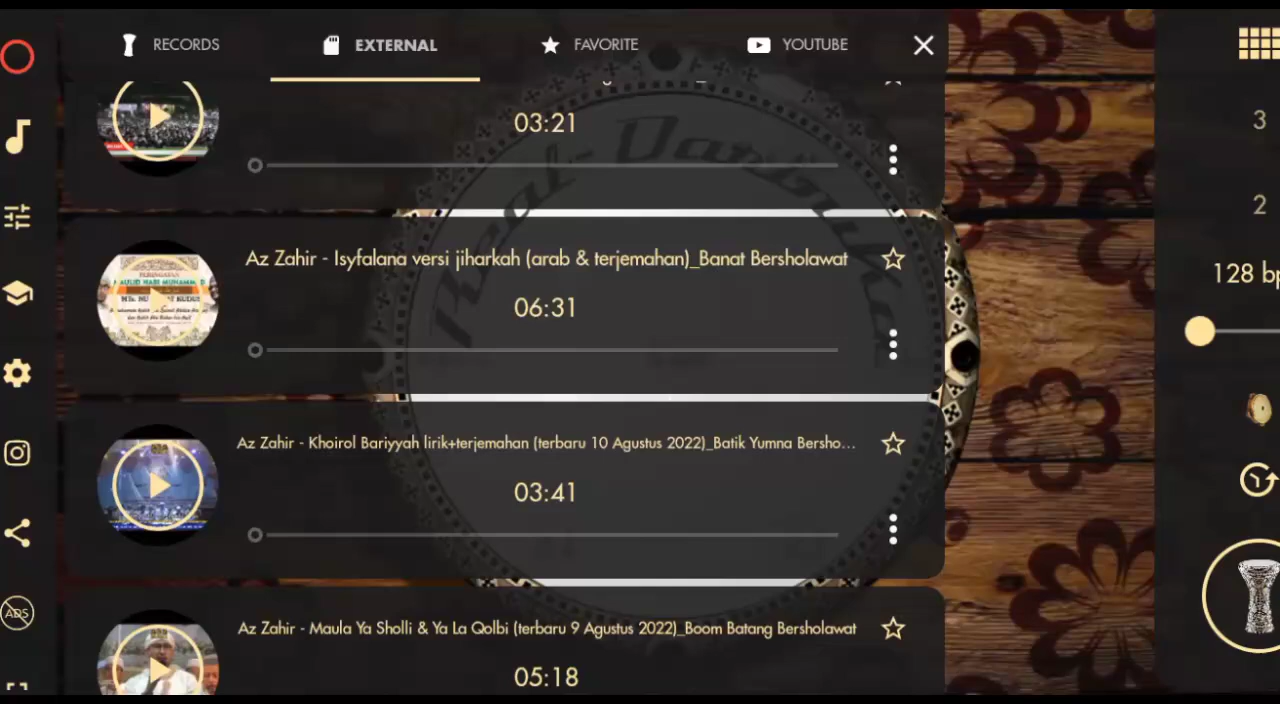 RECORDS
EXTERNAL
FAVORITE
YOUTUBE
03:21
Az Zahir - Isyfalana versi jiharkah (arab & terjemahan)_Banat Bersholawat
06:31
Az Zahir - Khoirol Bariyyah lirik+terjemahan (terbaru 10 Agustus 2022)_Batik Yumna Bersho...
03:41
Az Zahir - Maula Ya Sholli & Ya La Qolbi (terbaru 9 Agustus 2022)_Boom Batang Bersholawat
05:18
3
2
128
ADS
Real-Darbuka